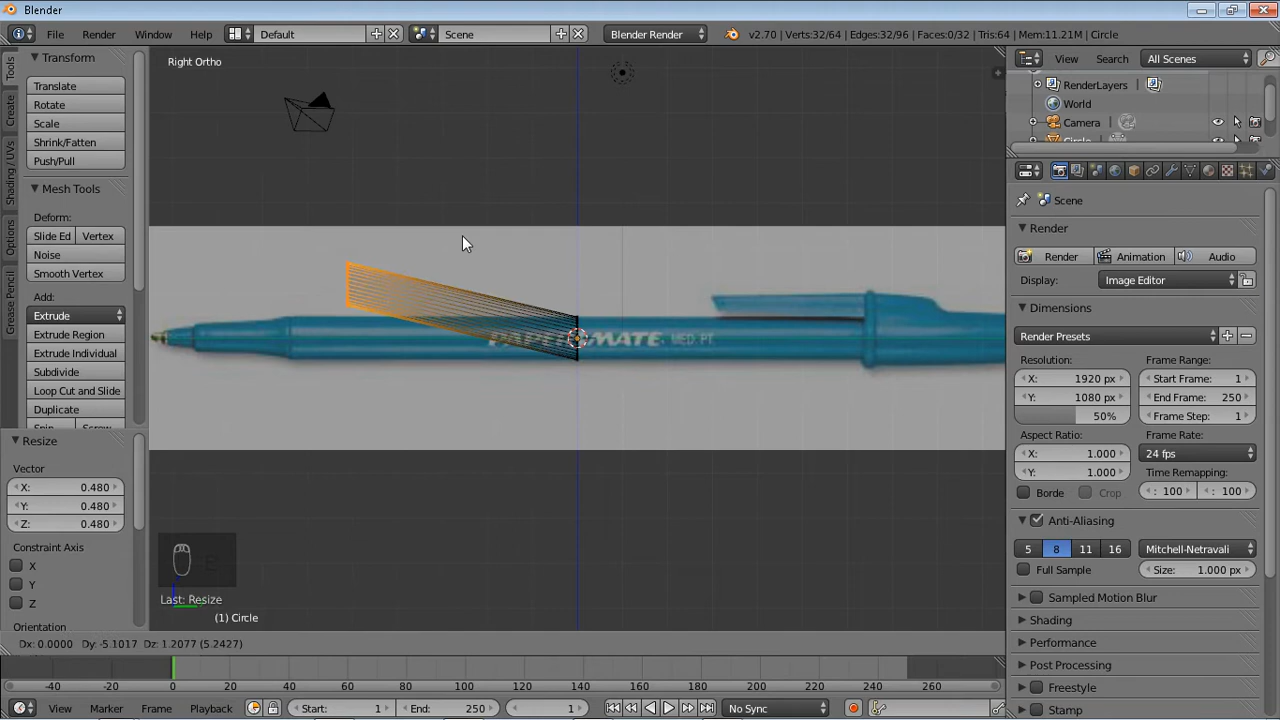 Blender
File Render Window Help Default Scene Blender Render v2.70 | Verts:32/64 | Edges:32/96 | Faces:0/32 | Tris:64 | Mem:11.21M | Circle
Tools
Create
Shading / UVs
Options
Grease Pencil
Transform
Translate
Rotate
Scale
Shrink/Fatten
Push/Pull
Mesh Tools
Deform:
Slide Ed Vertex
Noise
Smooth Vertex
Add:
Extrude
Extrude Region
Extrude Individual
Subdivide
Loop Cut and Slide
Duplicate
Spin Screw
Resize
Vector
X: 0.480
Y: 0.480
Z: 0.480
Constraint Axis
X
Y
Z
Orientation
Right Ortho
MATE. MED. PT.
Last: Resize
(1) Circle
Dx: 0.0000 Dy: -5.1017 Dz: 1.2077 (5.2427)
View Search All Scenes
RenderLayers
World
Camera
Circle
Scene
Render
Render Animation Audio
Display: Image Editor
Dimensions
Render Presets
Resolution: Frame Range:
X: 1920 px Start Frame: 1
Y: 1080 px End Frame: 250
50% Frame Step: 1
Aspect Ratio: Frame Rate:
X: 1.000 24 fps
Y: 1.000 Time Remapping:
Borde Crop : 100 : 100
Anti-Aliasing
5 8 11 16 Mitchell-Netravali
Full Sample Size: 1.000 px
Sampled Motion Blur
Shading
Performance
Post Processing
Freestyle
Stamp
-40 -20 0 20 40 60 80 100 120 140 160 180 200 220 240 260
View Marker Frame Playback Start: 1 End: 250 1 No Sync